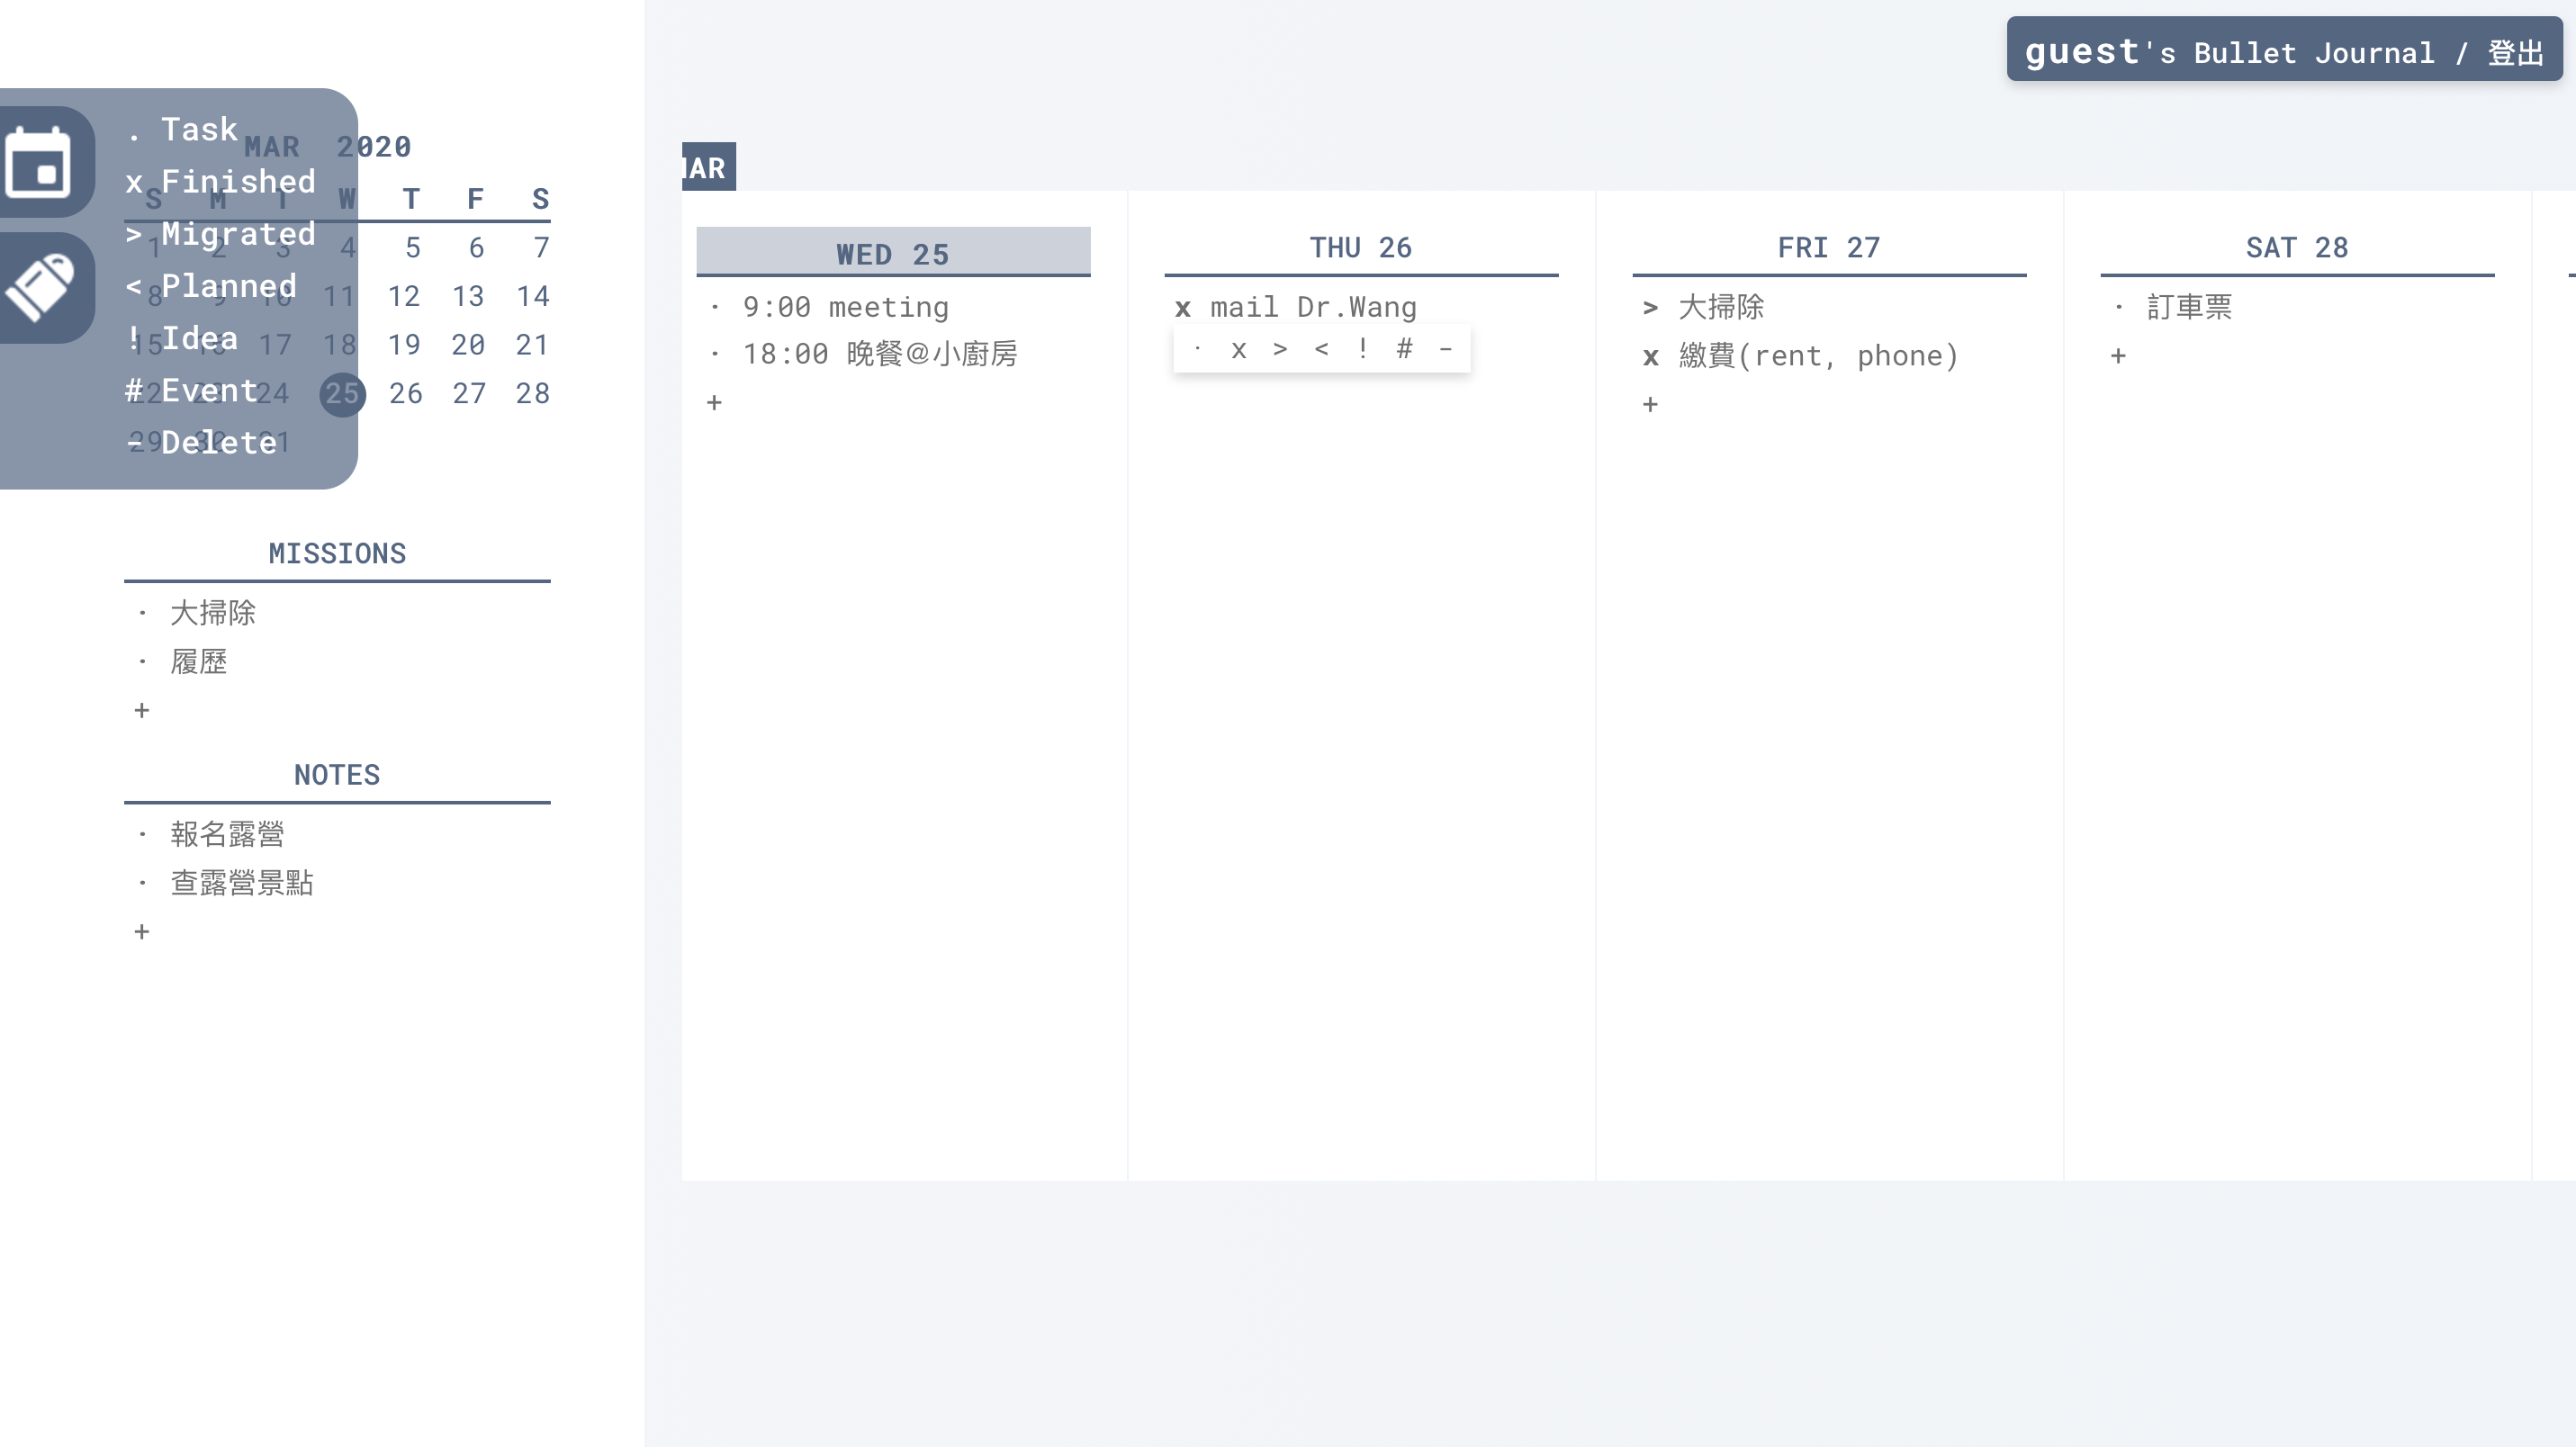 guest's Bullet Journal / 登出
. Task
x Finished
> Migrated
< Planned
! Idea
# Event
- Delete
MAR 2020
S M T W T F S
1 2 3 4 5 6 7
8 9 10 11 12 13 14
15 16 17 18 19 20 21
22 23 24 25 26 27 28
29 30 31
MISSIONS
· 大掃除
· 履歷
+
NOTES
· 報名露營
· 查露營景點
+
MAR
WED 25
· 9:00 meeting
· 18:00 晚餐@小廚房
+
THU 26
x mail Dr.Wang
· x > < ! # -
FRI 27
> 大掃除
x 繳費(rent, phone)
+
SAT 28
· 訂車票
+